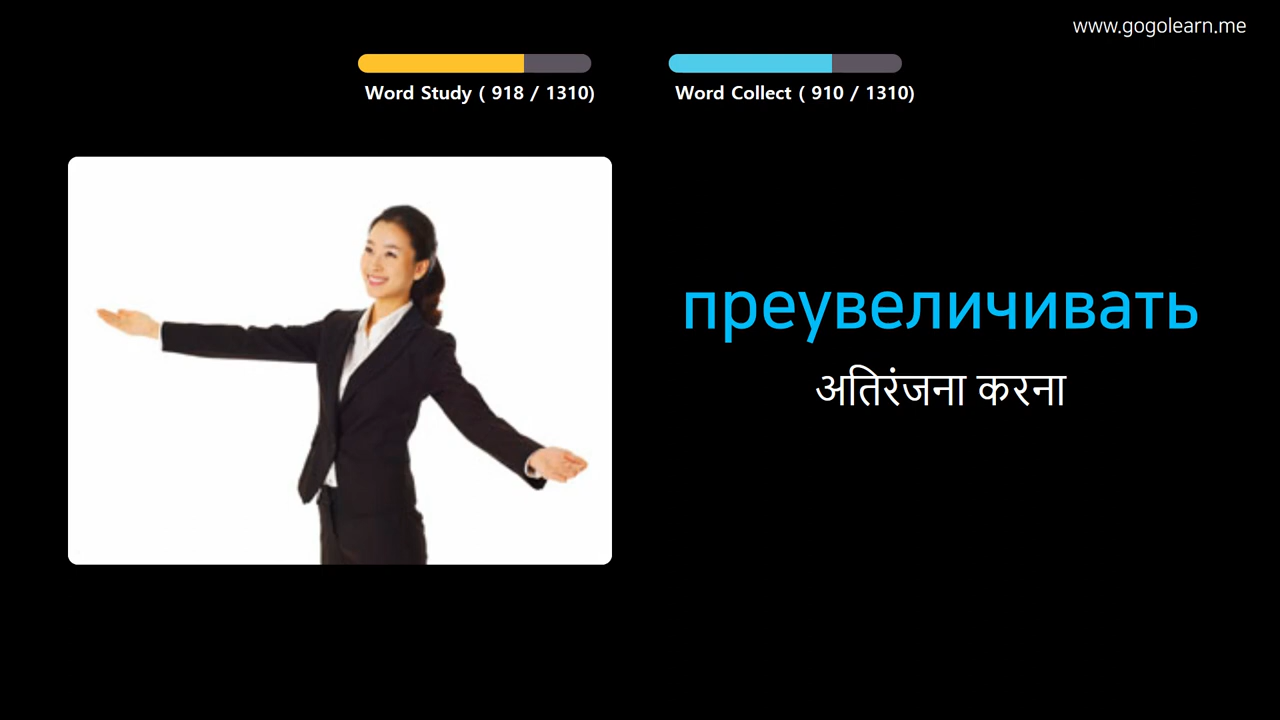 www.gogolearn.me
Word Study ( 918 / 1310)
Word Collect ( 910 / 1310)
преувеличивать
अतिरंजना करना